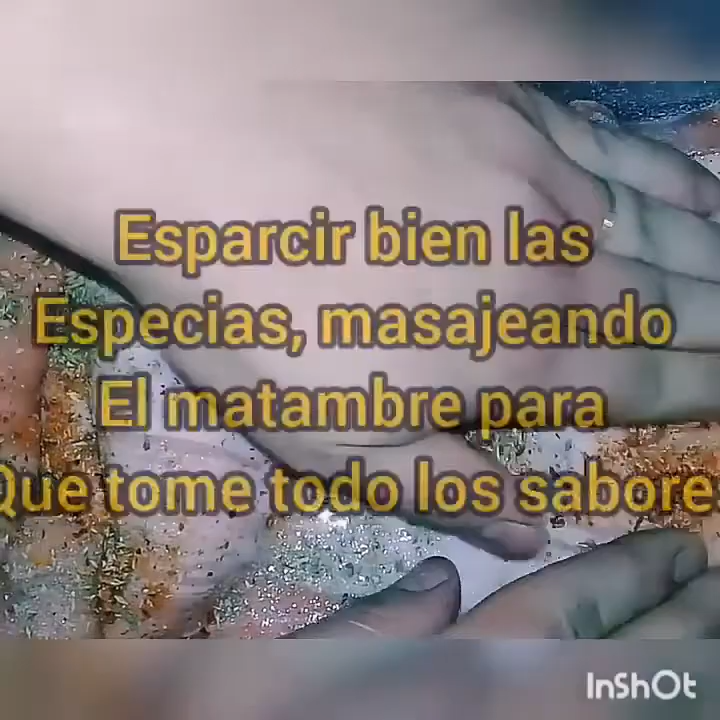 Esparcir bien las
Especias, masajeando
El matambre para
Que tome todo los sabore
InShOt